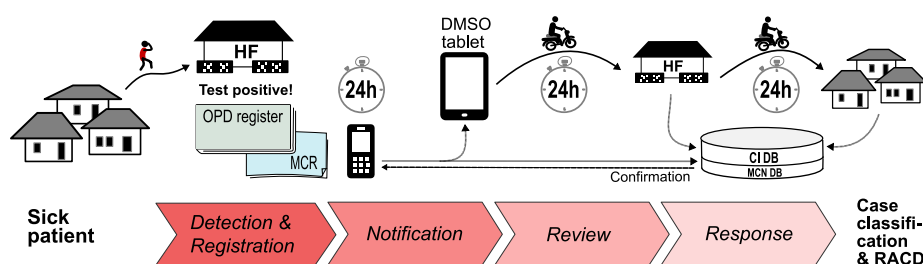 DMSO
tablet
HF
HF
Test positive!
24h
24h
24h
OPD register
MCR
CI DB
MCN DB
Confirmation
Sick
patient
Detection &
Registration
Notification
Review
Response
Case
classifi-
cation
& RACD